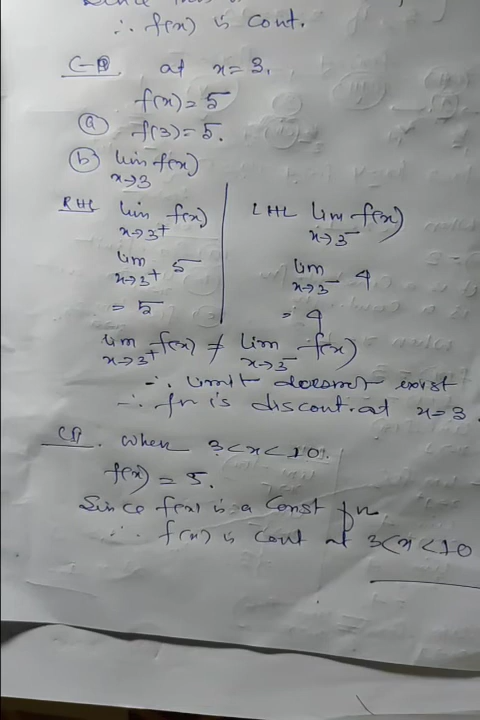 ∴ f(x) is cont.
at x = 3.
f(x) = 5
(a) f(3) = 5.
(b) lim f(x)
x→3
RHL lim f(x)
x→3⁺
lim 5
x→3⁺
= 5
LHL lim f(x)
x→3⁻
lim 4
x→3⁻
= 4
lim f(x) ≠ lim f(x)
x→3⁺ x→3⁻
∴ limit doesnot exist
∴ fn is discont. at x = 3.
when 3<x<10.
f(x) = 5.
Since f(x) is a const fn
∴ f(x) is cont at 3<x<10